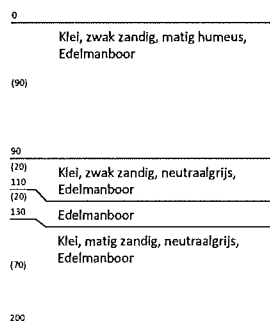 0
Klei, zwak zandig, matig humeus,
Edelmanboor
(90)
90
(20)
Klei, zwak zandig, neutraalgrijs,
110
Edelmanboor
(20)
130
Edelmanboor
Klei, matig zandig, neutraalgrijs,
Edelmanboor
(70)
200